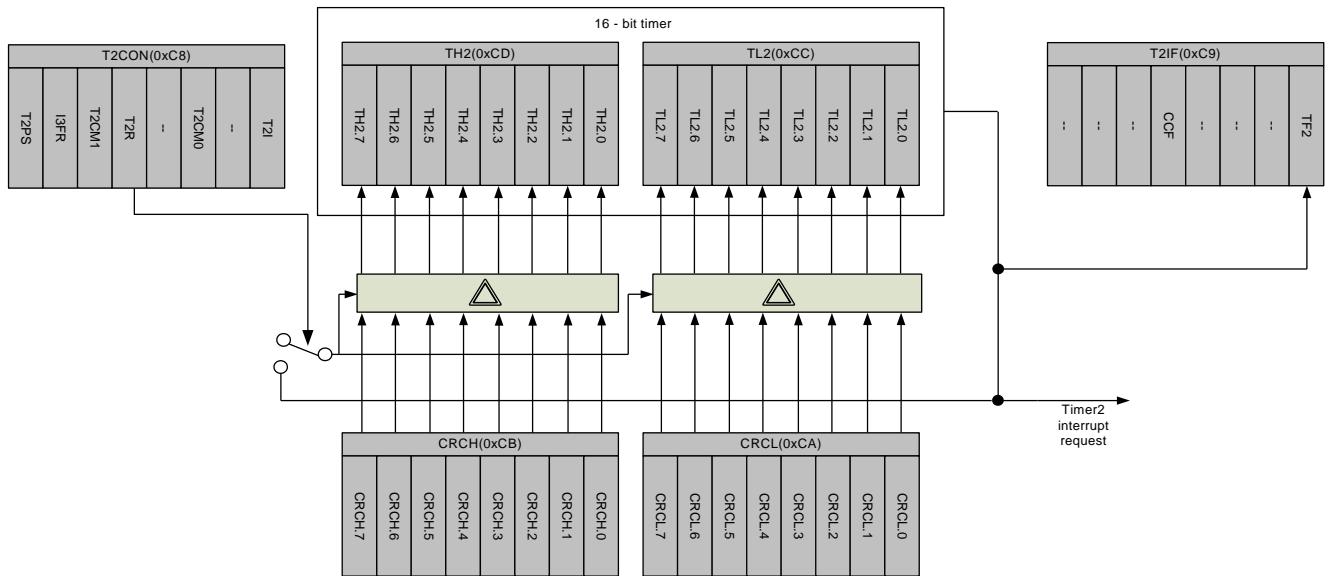 16 - bit timer
T2CON(0xC8)
T2PS
I3FR
T2CM1
T2R
--
T2CM0
--
T2I
TH2(0xCD)
TH2.7
TH2.6
TH2.5
TH2.4
TH2.3
TH2.2
TH2.1
TH2.0
TL2(0xCC)
TL2.7
TL2.6
TL2.5
TL2.4
TL2.3
TL2.2
TL2.1
TL2.0
T2IF(0xC9)
--
--
--
CCF
--
--
--
TF2
Timer2
interrupt
request
CRCH(0xCB)
CRCH.7
CRCH.6
CRCH.5
CRCH.4
CRCH.3
CRCH.2
CRCH.1
CRCH.0
CRCL(0xCA)
CRCL.7
CRCL.6
CRCL.5
CRCL.4
CRCL.3
CRCL.2
CRCL.1
CRCL.0